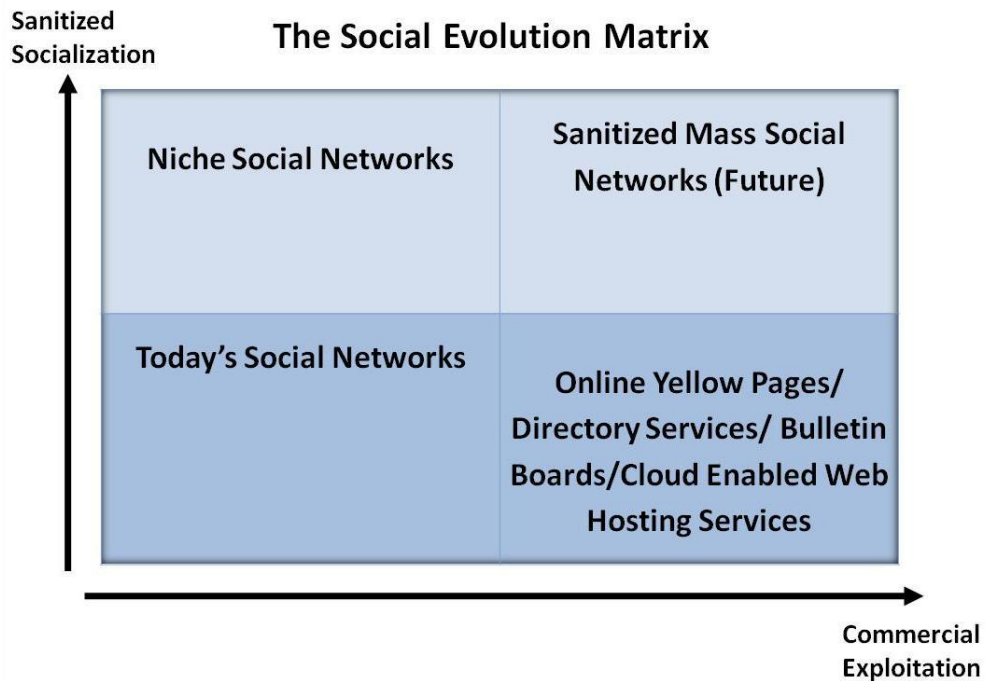 Sanitized
Socialization
The Social Evolution Matrix
Niche Social Networks
Sanitized Mass Social
Networks (Future)
Today's Social Networks
Online Yellow Pages/
Directory Services/ Bulletin
Boards/Cloud Enabled Web
Hosting Services
Commercial
Exploitation